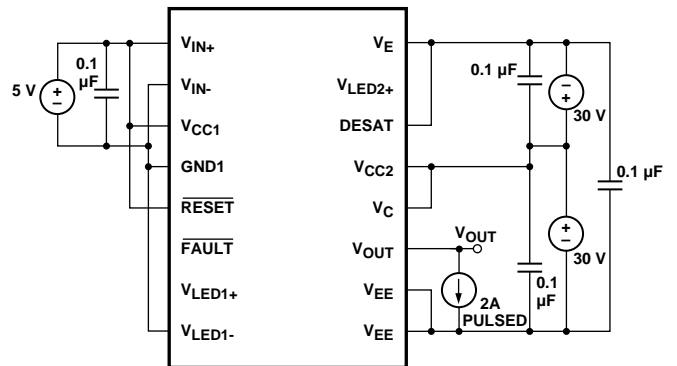 V_IN+
V_IN-
V_CC1
GND1
RESET
FAULT
V_LED1+
V_LED1-
V_E
V_LED2+
DESAT
V_CC2
V_C
V_OUT
V_EE
V_EE
5 V
+
–
0.1
µF
0.1 µF
–
+
30 V
0.1 µF
+
–
30 V
0.1
µF
V_OUT
2A
PULSED